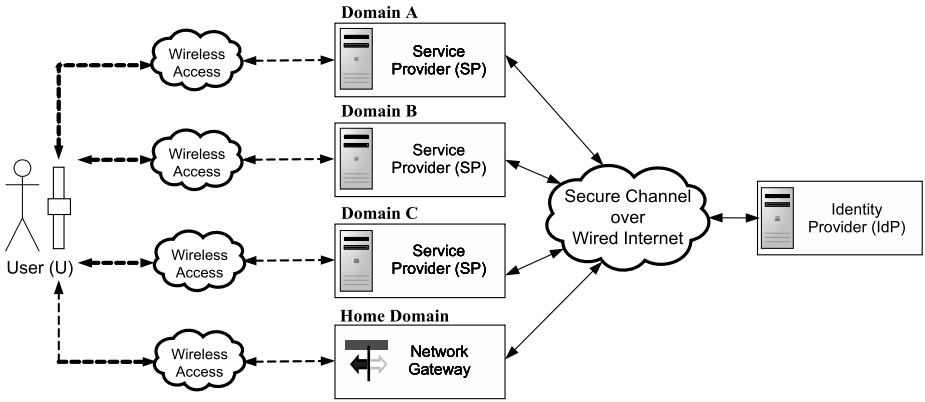 Domain A
Wireless
Access
Service
Provider (SP)
Domain B
Wireless
Access
Service
Provider (SP)
Secure Channel
over
Wired Internet
Identity
Provider (IdP)
User (U)
Domain C
Wireless
Access
Service
Provider (SP)
Home Domain
Wireless
Access
Network
Gateway